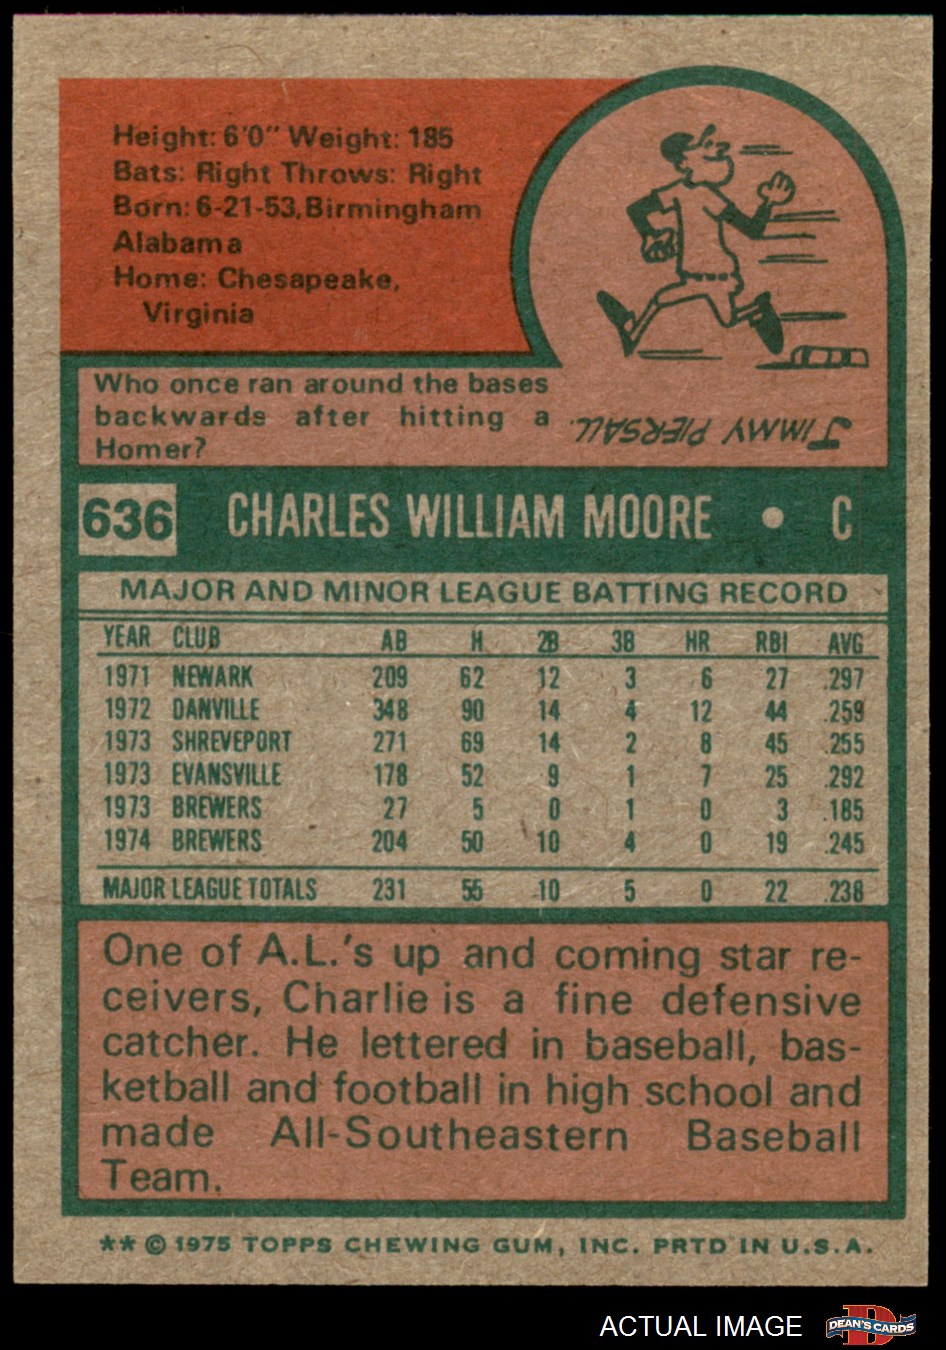 Height: 6'0" Weight: 185
Bats: Right Throws: Right
Born: 6-21-53, Birmingham
Alabama
Home: Chesapeake,
Virginia
Who once ran around the bases
backwards after hitting a
Homer?
JIMMY PIERSALL.
636 CHARLES WILLIAM MOORE • C
MAJOR AND MINOR LEAGUE BATTING RECORD
YEAR CLUB AB H 2B 3B HR RBI AVG
1971 NEWARK 209 62 12 3 6 27 .297
1972 DANVILLE 348 90 14 4 12 44 .259
1973 SHREVEPORT 271 69 14 2 8 45 .255
1973 EVANSVILLE 178 52 9 1 7 25 .292
1973 BREWERS 27 5 0 1 0 3 .185
1974 BREWERS 204 50 10 4 0 19 .245
MAJOR LEAGUE TOTALS 231 55 10 5 0 22 .238
One of A.L.'s up and coming star re-
ceivers, Charlie is a fine defensive
catcher. He lettered in baseball, bas-
ketball and football in high school and
made All-Southeastern Baseball
Team.
** © 1975 TOPPS CHEWING GUM, INC. PRTD IN U.S.A.
ACTUAL IMAGE
D
DEAN'S CARDS